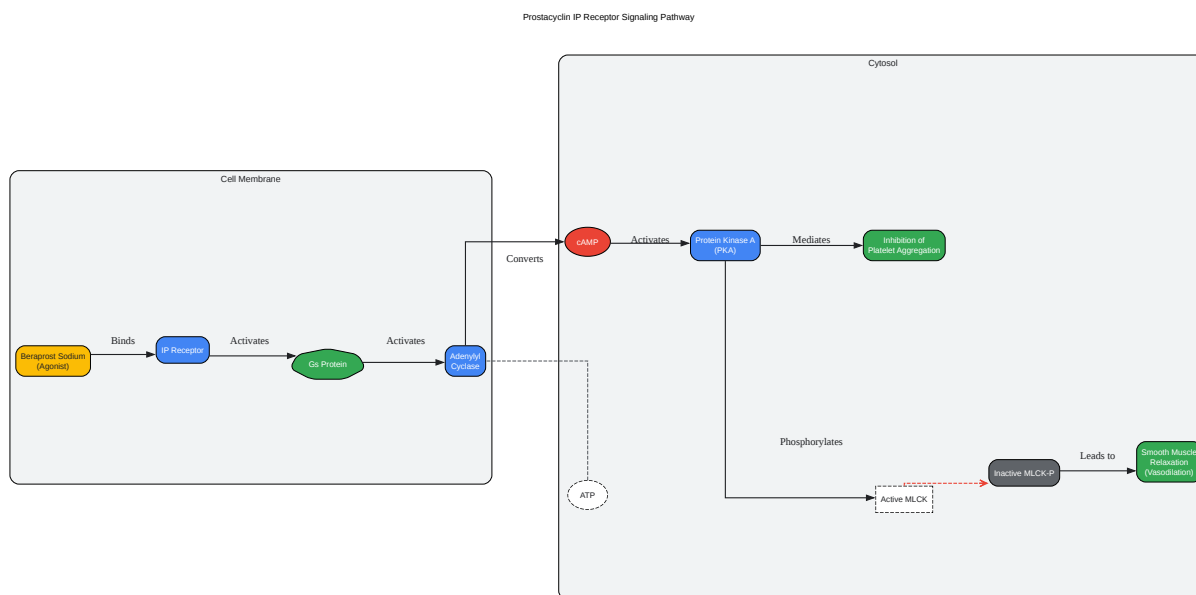 Prostacyclin IP Receptor Signaling Pathway
Cytosol
Cell Membrane
Beraprost Sodium
(Agonist)
Binds
IP Receptor
Activates
Gs Protein
Activates
Adenylyl
Cyclase
Converts
cAMP
Activates
Protein Kinase A
(PKA)
Mediates
Inhibition of
Platelet Aggregation
ATP
Phosphorylates
Active MLCK
Inactive MLCK-P
Leads to
Smooth Muscle
Relaxation
(Vasodilation)